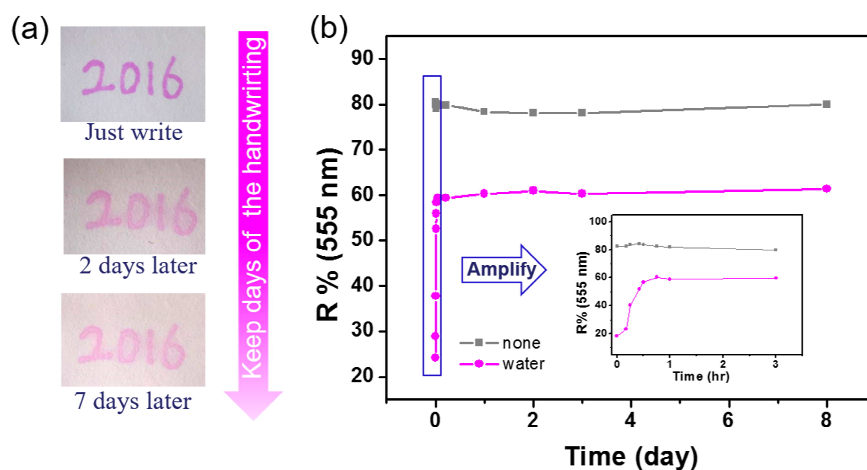 (a)
2016
Just write
2016
2 days later
2016
7 days later
Keep days of the handwrirting
(b)
R % (555 nm)
90
80
70
60
50
40
30
20
0
2
4
6
8
Time (day)
Amplify
none
water
R% (555 nm)
100
80
60
40
20
0
1
2
3
Time (hr)